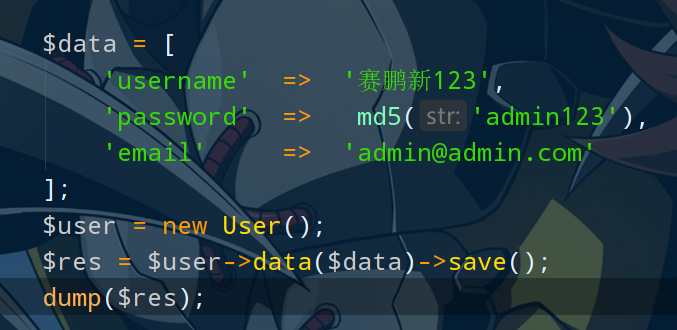 $data = [
'username' => '赛鹏新123',
'password' => md5( str: 'admin123'),
'email' => 'admin@admin.com'
];
$user = new User();
$res = $user->data($data)->save();
dump($res);